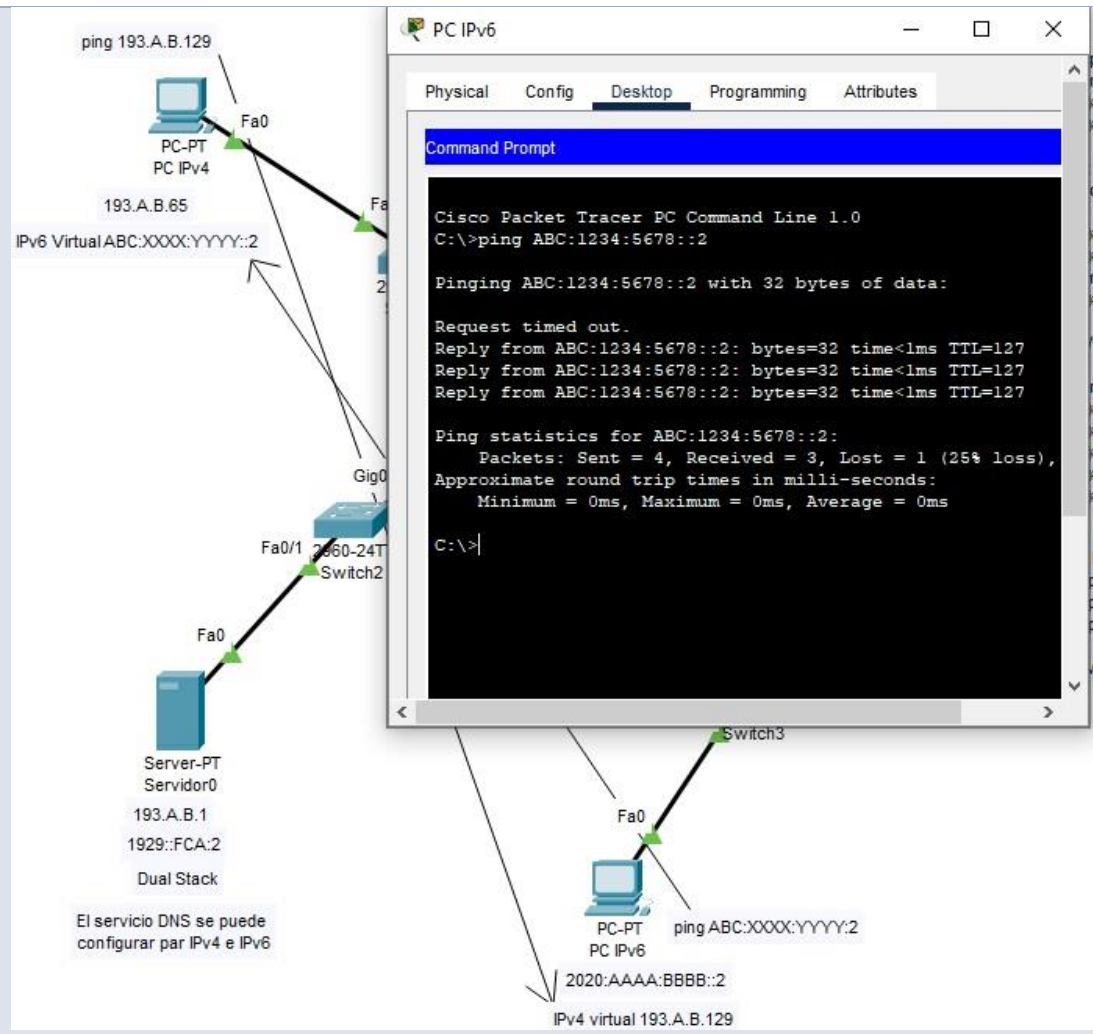 ping 193.A.B.129
Fa0
PC-PT
PC IPv4
193.A.B.65
IPv6 Virtual ABC:XXXX:YYYY::2
Fa
PC IPv6
Physical Config Desktop Programming Attributes
Command Prompt
Cisco Packet Tracer PC Command Line 1.0
C:\>ping ABC:1234:5678::2
Pinging ABC:1234:5678::2 with 32 bytes of data:
Request timed out.
Reply from ABC:1234:5678::2: bytes=32 time<1ms TTL=127
Reply from ABC:1234:5678::2: bytes=32 time<1ms TTL=127
Reply from ABC:1234:5678::2: bytes=32 time<1ms TTL=127
Ping statistics for ABC:1234:5678::2:
Packets: Sent = 4, Received = 3, Lost = 1 (25% loss),
Approximate round trip times in milli-seconds:
Minimum = 0ms, Maximum = 0ms, Average = 0ms
C:\>
Gig0
Fa0/1
2960-24T
Switch2
Fa0
Server-PT
Servidor0
193.A.B.1
1929::FCA:2
Dual Stack
El servicio DNS se puede
configurar par IPv4 e IPv6
Switch3
Fa0
PC-PT
PC IPv6
ping ABC:XXXX:YYYY:2
2020:AAAA:BBBB::2
IPv4 virtual 193.A.B.129